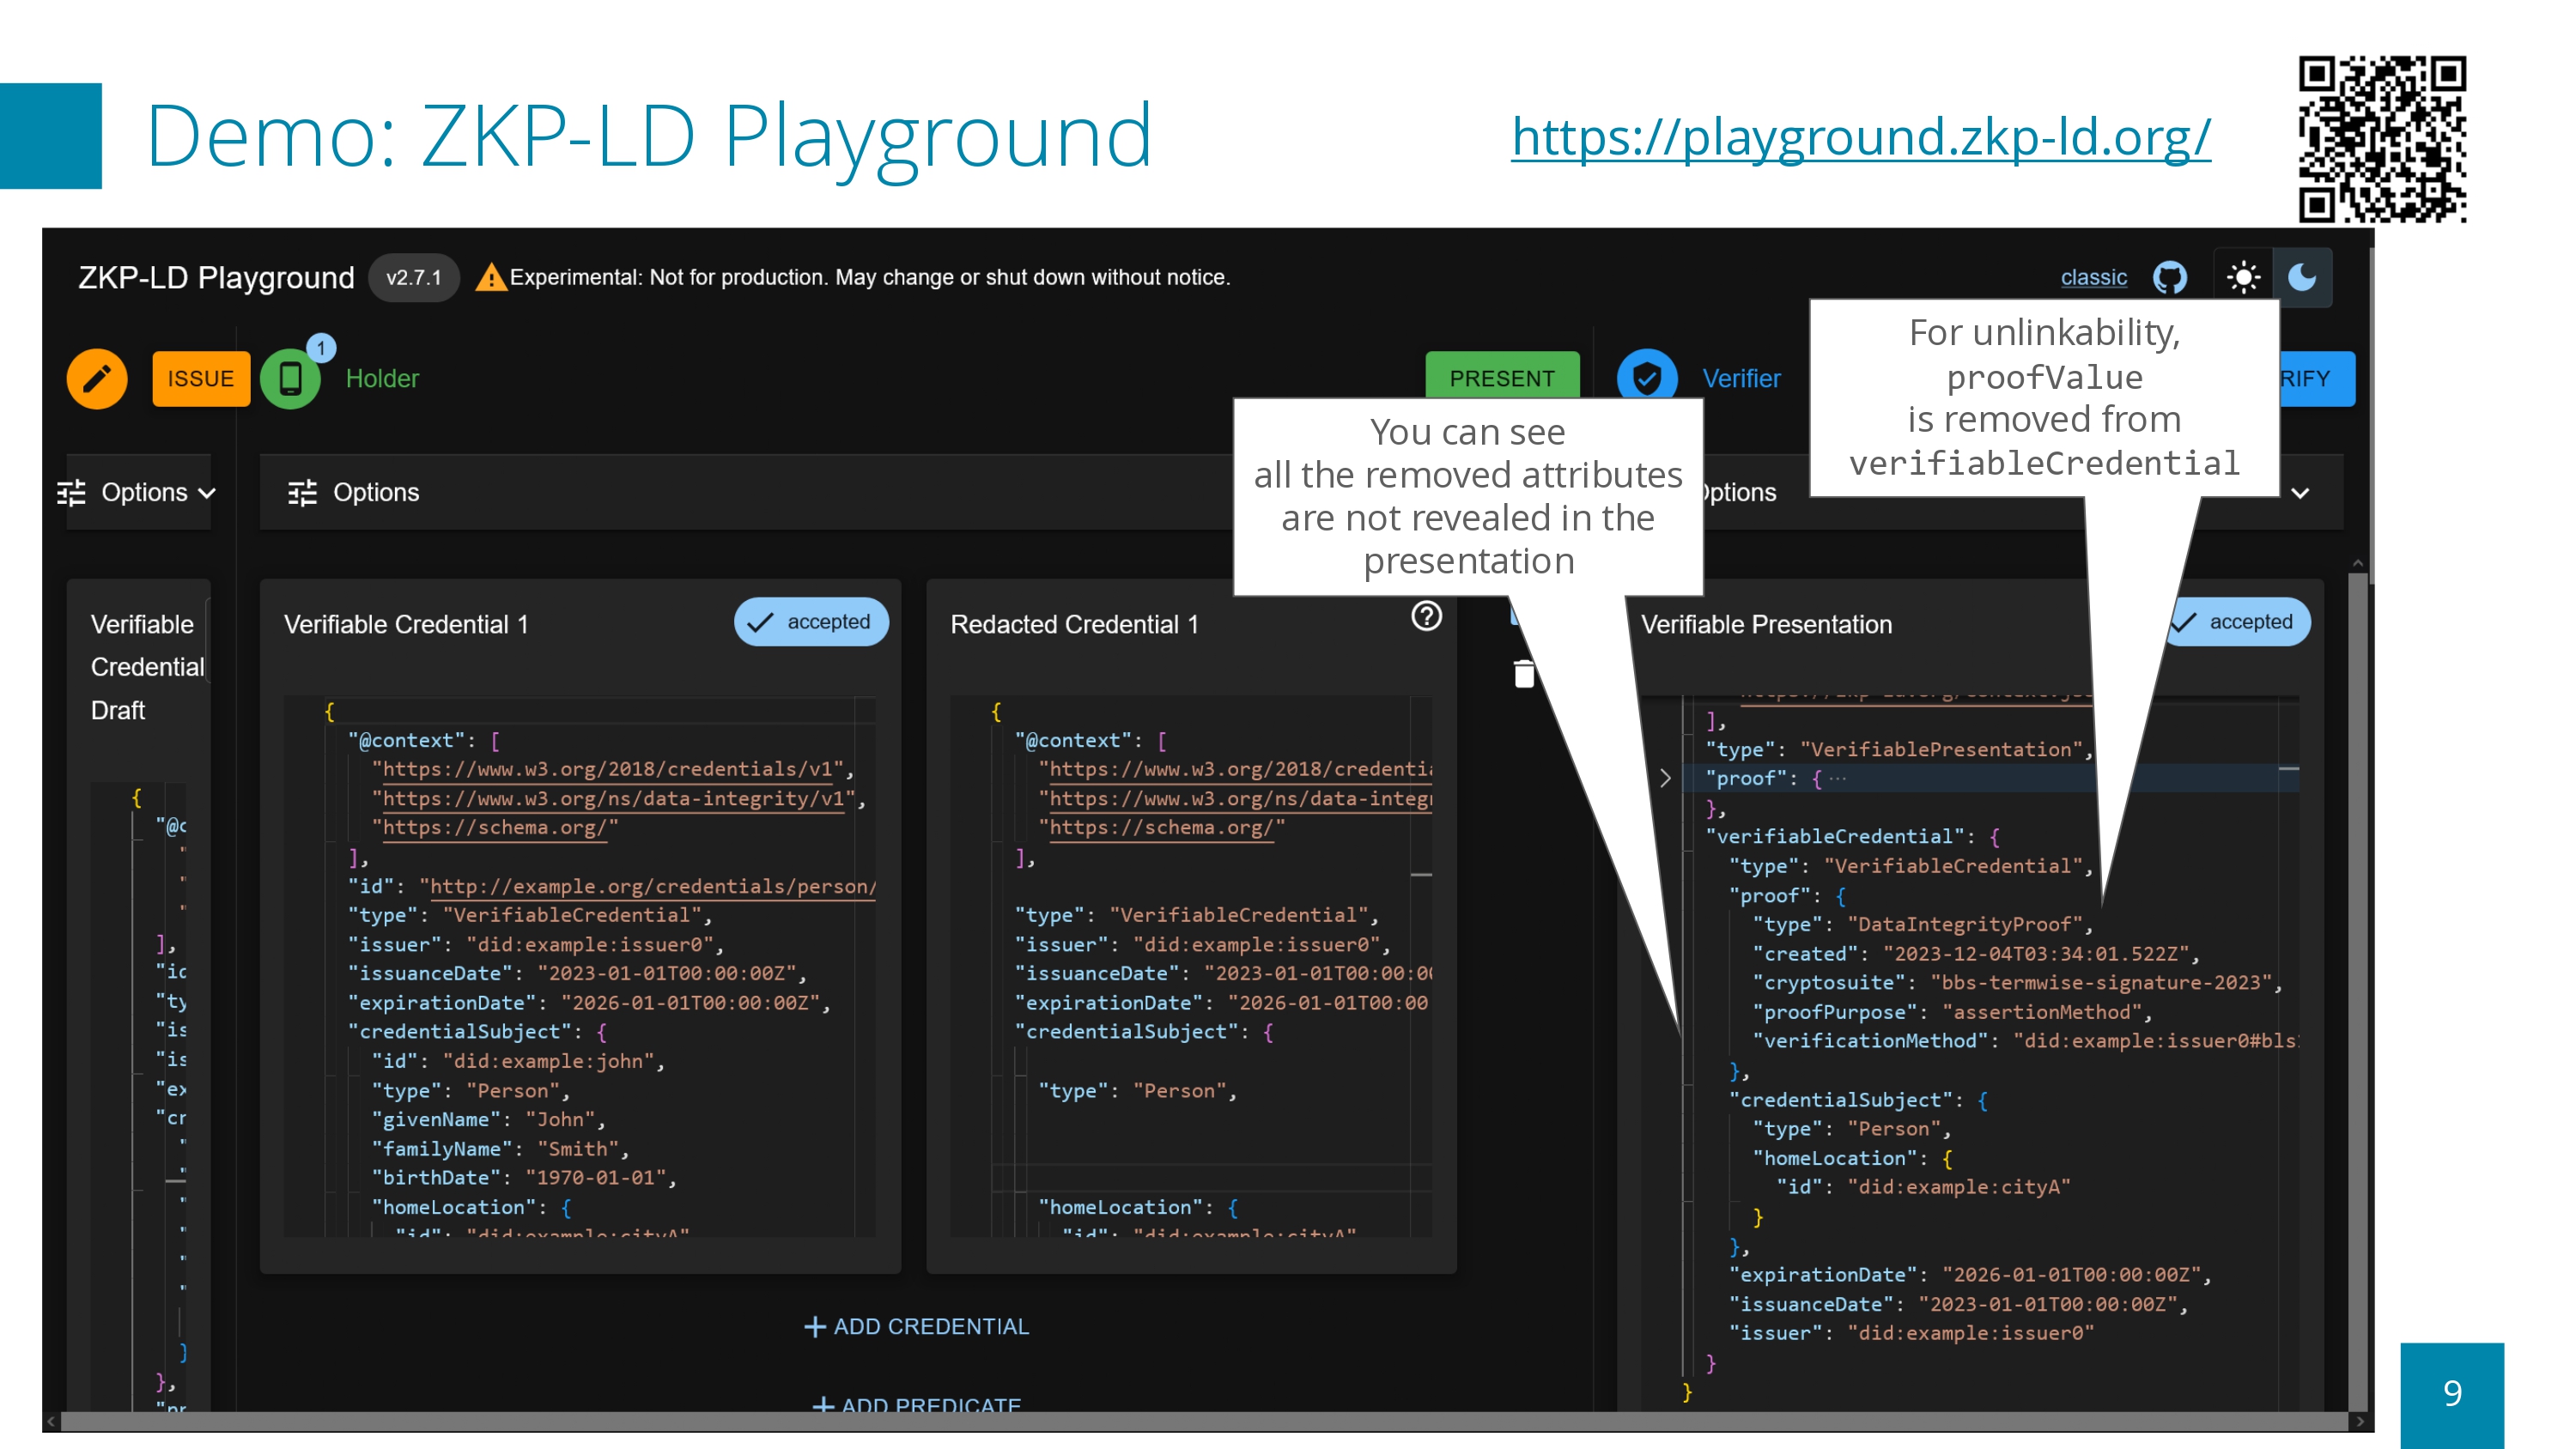 Demo: ZKP-LD Playground
https://playground.zkp-ld.org/
ZKP-LD Playground
v2.7.1
Experimental: Not for production. May change or shut down without notice.
classic
ISSUE
1
Holder
PRESENT
Verifier
RIFY
For unlinkability,
proofValue
is removed from
verifiableCredential
You can see
all the removed attributes
are not revealed in the
presentation
Options
Options
ptions
Verifiable
Credential
Draft
{
"@c
"
"
"
],
"id
"ty
"is
"is
"ex
"cr
"
"
"
"
"
"
}
},
"pr
Verifiable Credential 1
accepted
{
"@context": [
"https://www.w3.org/2018/credentials/v1",
"https://www.w3.org/ns/data-integrity/v1",
"https://schema.org/"
],
"id": "http://example.org/credentials/person/
"type": "VerifiableCredential",
"issuer": "did:example:issuer0",
"issuanceDate": "2023-01-01T00:00:00Z",
"expirationDate": "2026-01-01T00:00:00Z",
"credentialSubject": {
"id": "did:example:john",
"type": "Person",
"givenName": "John",
"familyName": "Smith",
"birthDate": "1970-01-01",
"homeLocation": {
"id": "did:example:cityA"
Redacted Credential 1
{
"@context": [
"https://www.w3.org/2018/credentia
"https://www.w3.org/ns/data-integr
"https://schema.org/"
],
"type": "VerifiableCredential",
"issuer": "did:example:issuer0",
"issuanceDate": "2023-01-01T00:00:00
"expirationDate": "2026-01-01T00:00
"credentialSubject": {
"type": "Person",
"homeLocation": {
"id": "did:example:cityA"
+ ADD CREDENTIAL
+ ADD PREDICATE
Verifiable Presentation
accepted
],
"type": "VerifiablePresentation",
"proof": { ···
},
"verifiableCredential": {
"type": "VerifiableCredential",
"proof": {
"type": "DataIntegrityProof",
"created": "2023-12-04T03:34:01.522Z",
"cryptosuite": "bbs-termwise-signature-2023",
"proofPurpose": "assertionMethod",
"verificationMethod": "did:example:issuer0#bls
},
"credentialSubject": {
"type": "Person",
"homeLocation": {
"id": "did:example:cityA"
}
},
"expirationDate": "2026-01-01T00:00:00Z",
"issuanceDate": "2023-01-01T00:00:00Z",
"issuer": "did:example:issuer0"
}
}
9